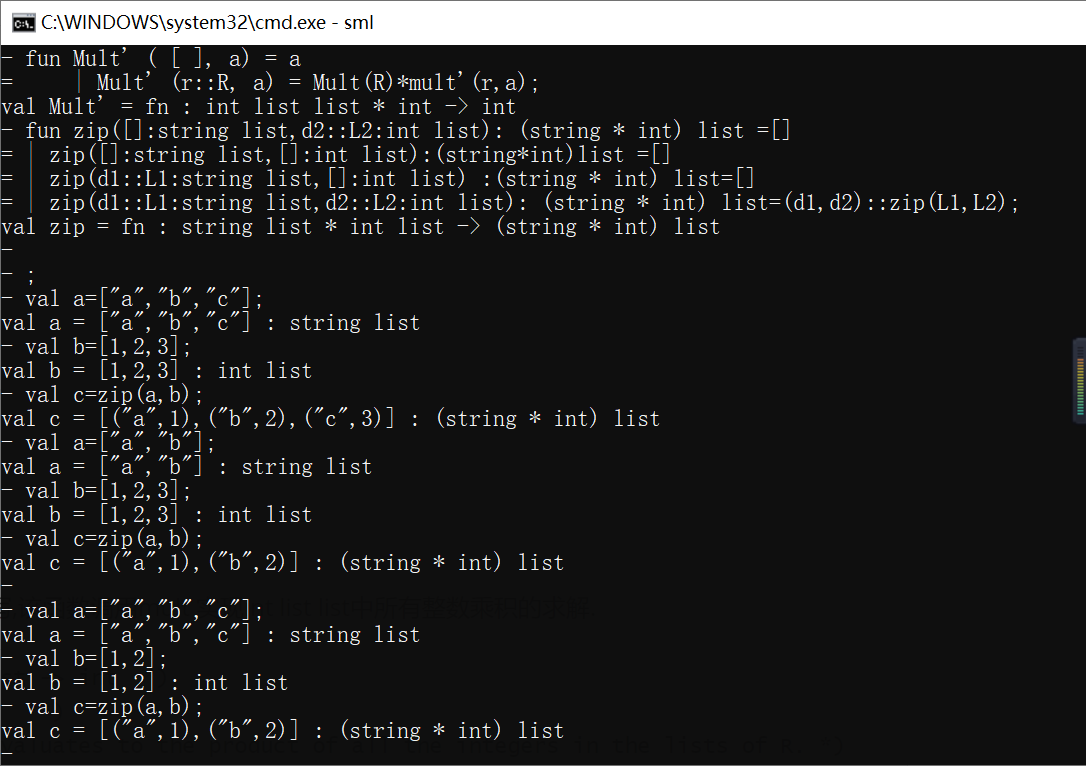 C:\WINDOWS\system32\cmd.exe - sml
- fun Mult' ( [ ], a) = a
=      | Mult' (r::R, a) = Mult(R)*mult'(r,a);
val Mult' = fn : int list list * int -> int
- fun zip([]:string list,d2::L2:int list): (string * int) list =[]
= | zip([]:string list,[]:int list):(string*int)list =[]
= | zip(d1::L1:string list,[]:int list) :(string * int) list=[]
= | zip(d1::L1:string list,d2::L2:int list): (string * int) list=(d1,d2)::zip(L1,L2);
val zip = fn : string list * int list -> (string * int) list
-
- ;
- val a=["a","b","c"];
val a = ["a","b","c"] : string list
- val b=[1,2,3];
val b = [1,2,3] : int list
- val c=zip(a,b);
val c = [("a",1),("b",2),("c",3)] : (string * int) list
- val a=["a","b"];
val a = ["a","b"] : string list
- val b=[1,2,3];
val b = [1,2,3] : int list
- val c=zip(a,b);
val c = [("a",1),("b",2)] : (string * int) list
-
- val a=["a","b","c"];
val a = ["a","b","c"] : string list
- val b=[1,2];
val b = [1,2] : int list
- val c=zip(a,b);
val c = [("a",1),("b",2)] : (string * int) list
-